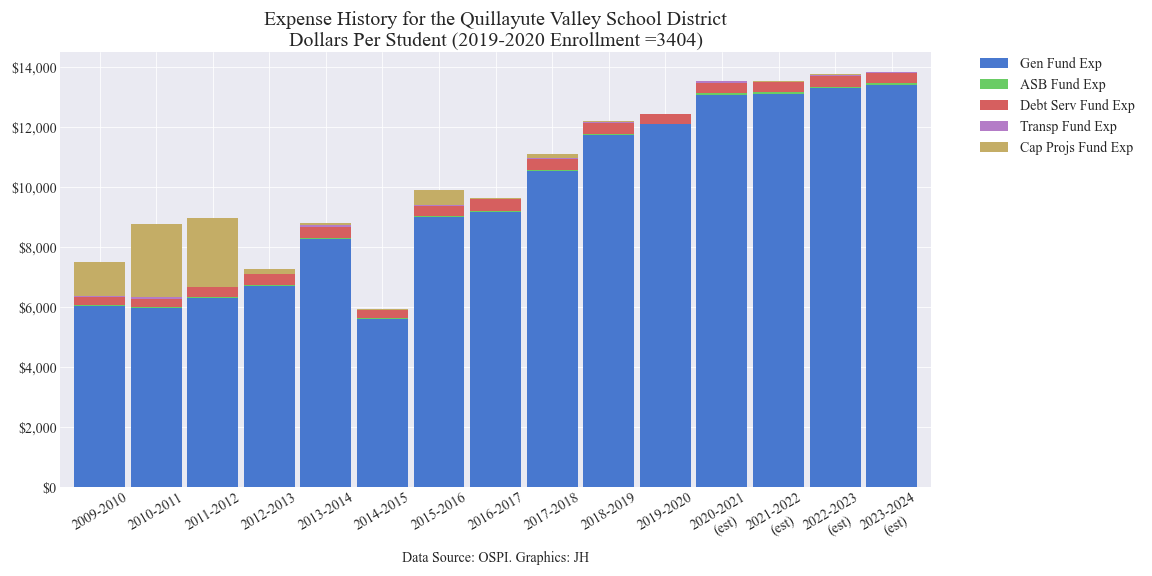 Expense History for the Quillayute Valley School District
Dollars Per Student (2019-2020 Enrollment =3404)
$14,000
$12,000
$10,000
$8,000
$6,000
$4,000
$2,000
$0
2009-2010
2010-2011
2011-2012
2012-2013
2013-2014
2014-2015
2015-2016
2016-2017
2017-2018
2018-2019
2019-2020
2020-2021
(est)
2021-2022
(est)
2022-2023
(est)
2023-2024
(est)
Data Source: OSPI. Graphics: JH
Gen Fund Exp
ASB Fund Exp
Debt Serv Fund Exp
Transp Fund Exp
Cap Projs Fund Exp